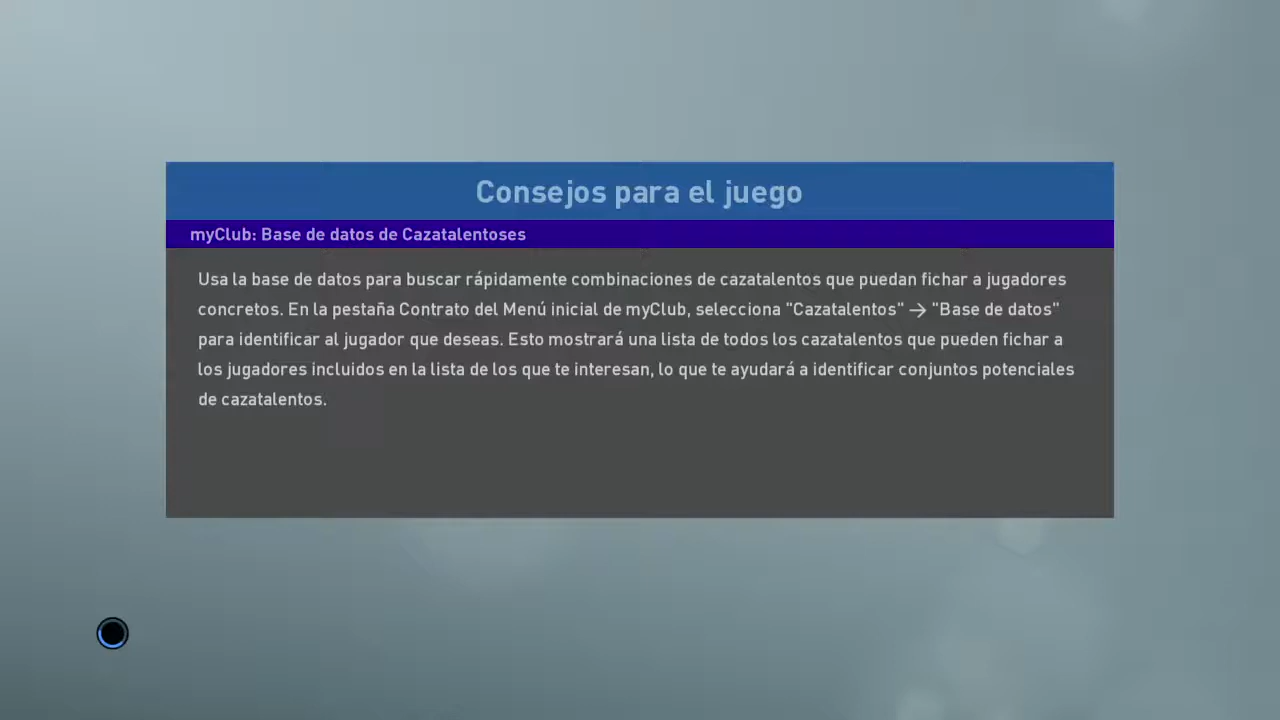 Consejos para el juego
myClub: Base de datos de Cazatalentoses
Usa la base de datos para buscar rápidamente combinaciones de cazatalentos que puedan fichar a jugadores
concretos. En la pestaña Contrato del Menú inicial de myClub, selecciona "Cazatalentos" → "Base de datos"
para identificar al jugador que deseas. Esto mostrará una lista de todos los cazatalentos que pueden fichar a
los jugadores incluidos en la lista de los que te interesan, lo que te ayudará a identificar conjuntos potenciales
de cazatalentos.